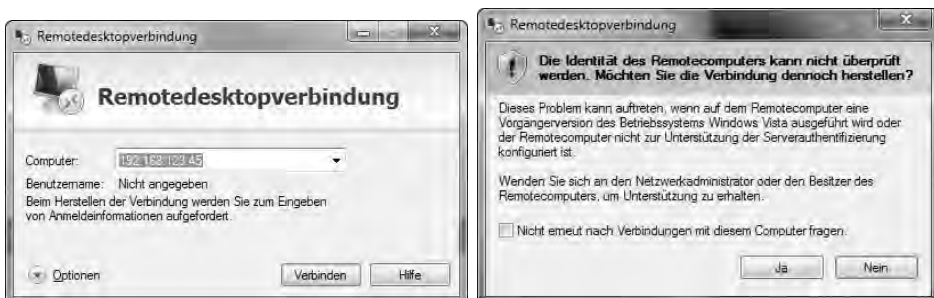 Remotedesktopverbindung
Remotedesktopverbindung
Computer: 192.168.123.45
Benutzername: Nicht angegeben
Beim Herstellen der Verbindung werden Sie zum Eingeben
von Anmeldeinformationen aufgefordert.
Optionen
Verbinden
Hilfe
Remotedesktopverbindung
Die Identität des Remotecomputers kann nicht überprüft
werden. Möchten Sie die Verbindung dennoch herstellen?
Dieses Problem kann auftreten, wenn auf dem Remotecomputer eine
Vorgängerversion des Betriebssystems Windows Vista ausgeführt wird oder
der Remotecomputer nicht zur Unterstützung der Serverauthentifizierung
konfiguriert ist.
Wenden Sie sich an den Netzwerkadministrator oder den Besitzer des
Remotecomputers, um Unterstützung zu erhalten.
Nicht erneut nach Verbindungen mit diesem Computer fragen.
Ja
Nein